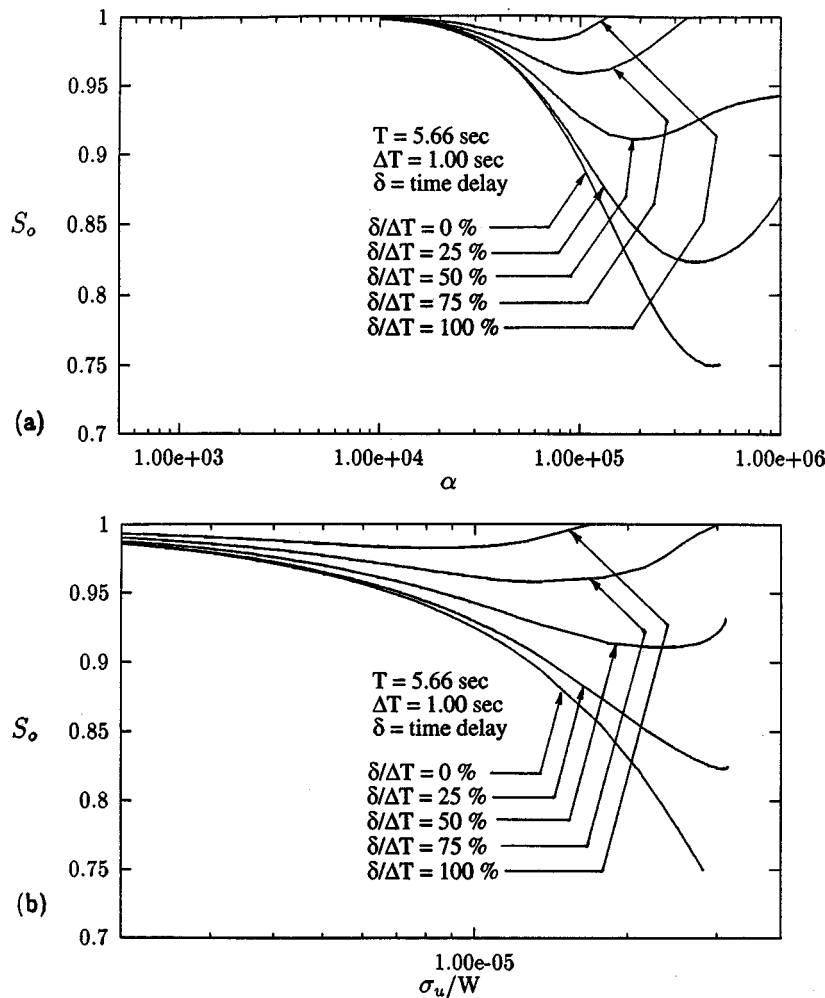 1
0.95
0.9
0.85
0.8
0.75
0.7
S_o
T = 5.66 sec
ΔT = 1.00 sec
δ = time delay
δ/ΔT = 0 %
δ/ΔT = 25 %
δ/ΔT = 50 %
δ/ΔT = 75 %
δ/ΔT = 100 %
(a)
1.00e+03 1.00e+04 1.00e+05 1.00e+06
α
1
0.95
0.9
0.85
0.8
0.75
0.7
S_o
T = 5.66 sec
ΔT = 1.00 sec
δ = time delay
δ/ΔT = 0 %
δ/ΔT = 25 %
δ/ΔT = 50 %
δ/ΔT = 75 %
δ/ΔT = 100 %
(b)
1.00e-05
σ_u/W